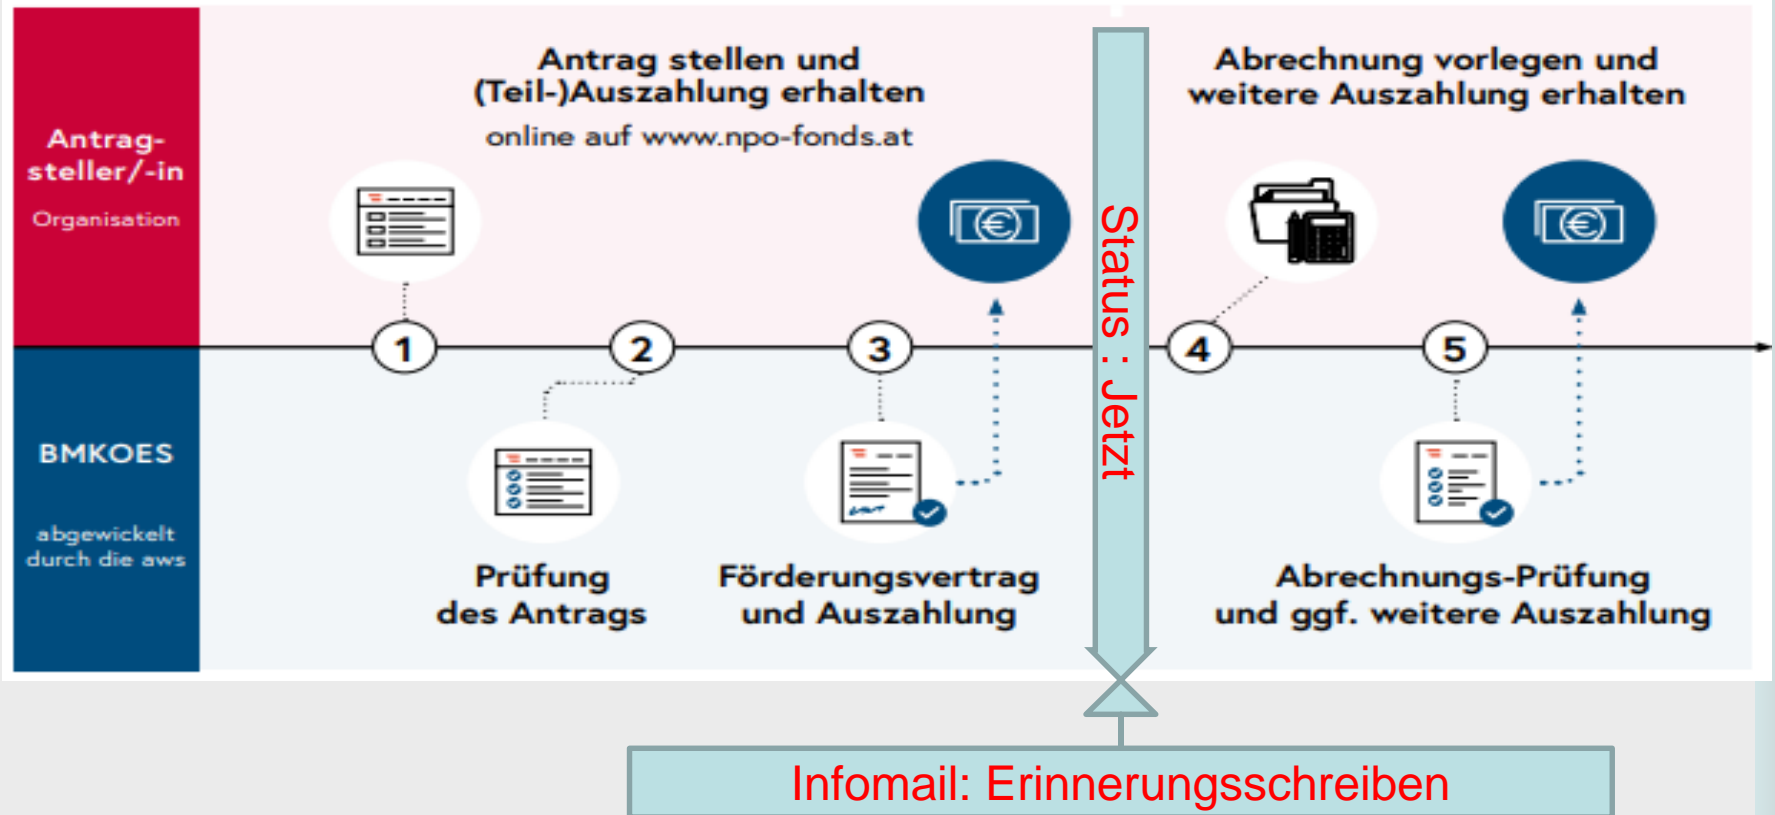 Antrag stellen und
(Teil-)Auszahlung erhalten
online auf www.npo-fonds.at
Abrechnung vorlegen und
weitere Auszahlung erhalten
Antrag-
steller/-in
Organisation
Status : Jetzt
1
2
3
4
5
BMKOES
abgewickelt
durch die aws
Prüfung
des Antrags
Förderungsvertrag
und Auszahlung
Abrechnungs-Prüfung
und ggf. weitere Auszahlung
Infomail: Erinnerungsschreiben